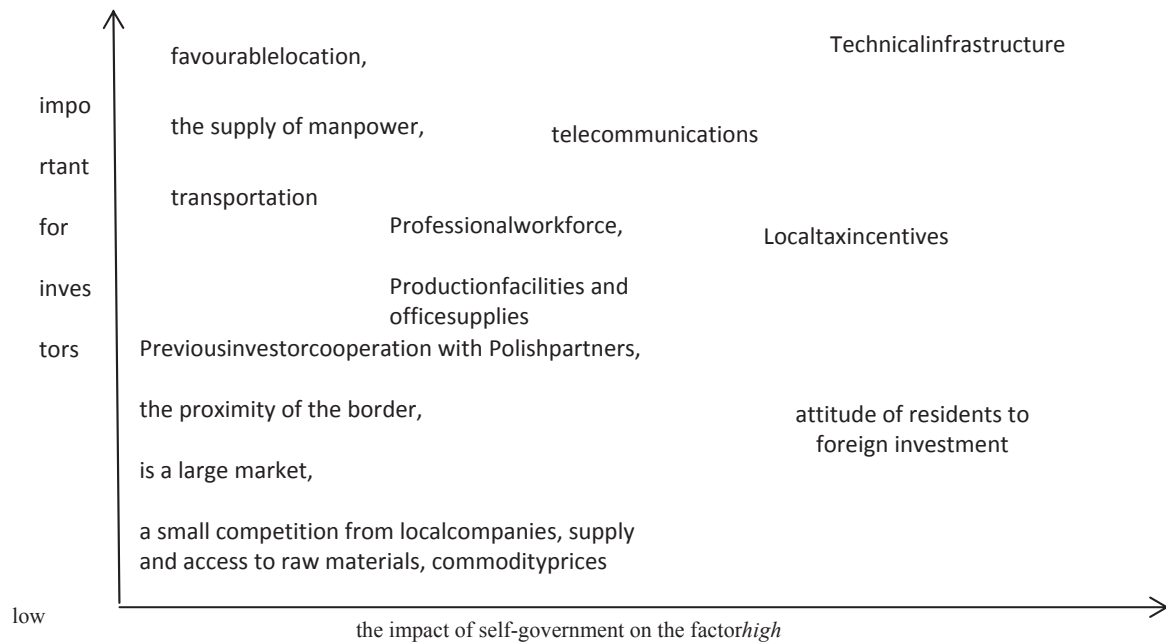 favourablelocation,
Technicalinfrastructure
impo
the supply of manpower,
telecommunications
rtant
transportation
for
Professionalworkforce,
Localtaxincentives
inves
Productionfacilities and
officesupplies
tors
Previousinvestorcooperation with Polishpartners,
the proximity of the border,
attitude of residents to
foreign investment
is a large market,
a small competition from localcompanies, supply
and access to raw materials, commodityprices
low
the impact of self-government on the factorhigh